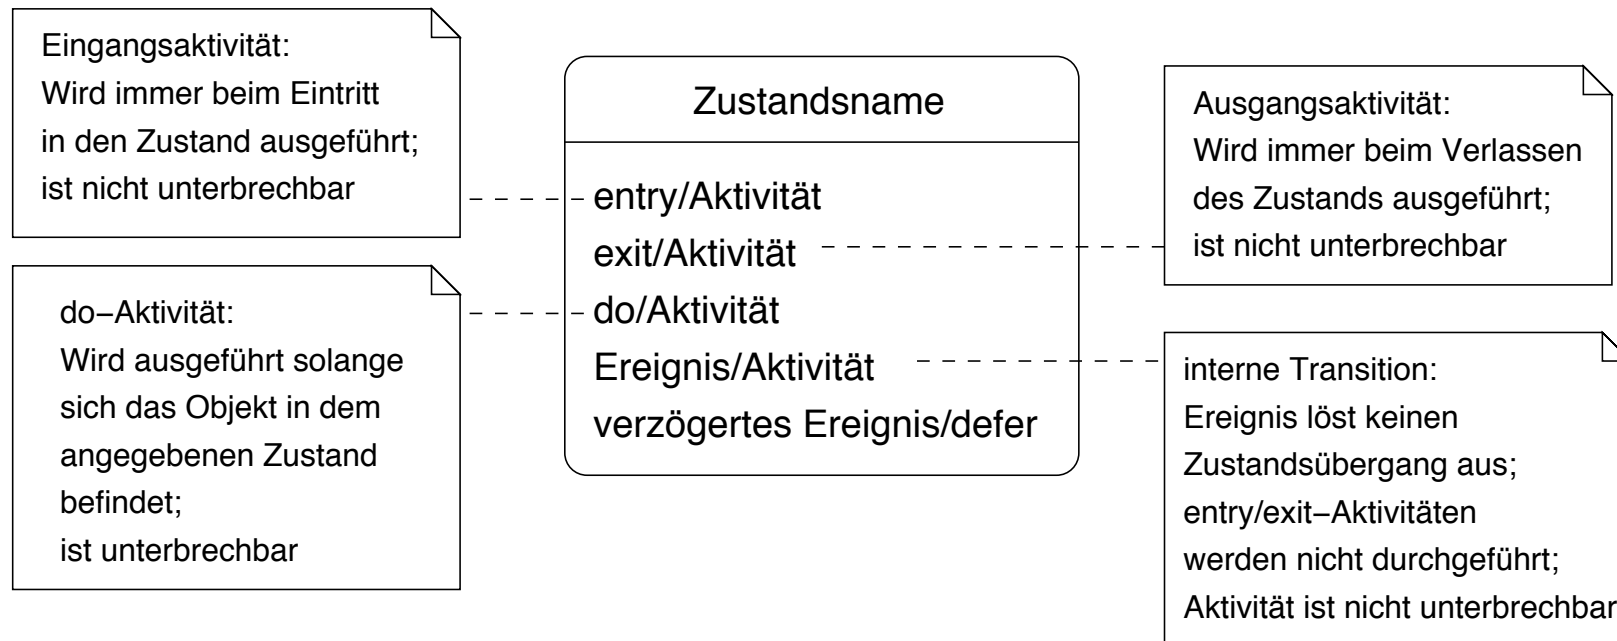 Eingangsaktivität:
Wird immer beim Eintritt
in den Zustand ausgeführt;
ist nicht unterbrechbar
do–Aktivität:
Wird ausgeführt solange
sich das Objekt in dem
angegebenen Zustand
befindet;
ist unterbrechbar
Zustandsname
entry/Aktivität
exit/Aktivität
do/Aktivität
Ereignis/Aktivität
verzögertes Ereignis/defer
Ausgangsaktivität:
Wird immer beim Verlassen
des Zustands ausgeführt;
ist nicht unterbrechbar
interne Transition:
Ereignis löst keinen
Zustandsübergang aus;
entry/exit–Aktivitäten
werden nicht durchgeführt;
Aktivität ist nicht unterbrechbar